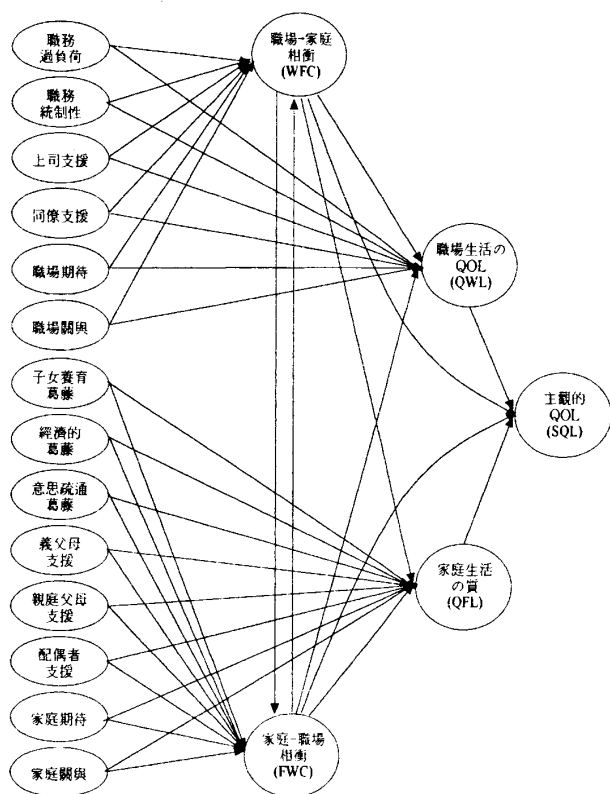 職務
過負荷
職務
統制性
上司支援
同僚支援
職場期待
職場關與
子女養育
葛藤
經濟的
葛藤
意思疏通
葛藤
義父母
支援
親庭父母
支援
配偶者
支援
家庭期待
家庭關與
職場→家庭
相衝
(WFC)
家庭-職場
相衝
(FWC)
職場生活の
QOL
(QWL)
家庭生活
の質
(QFL)
主観的
QOL
(SQL)